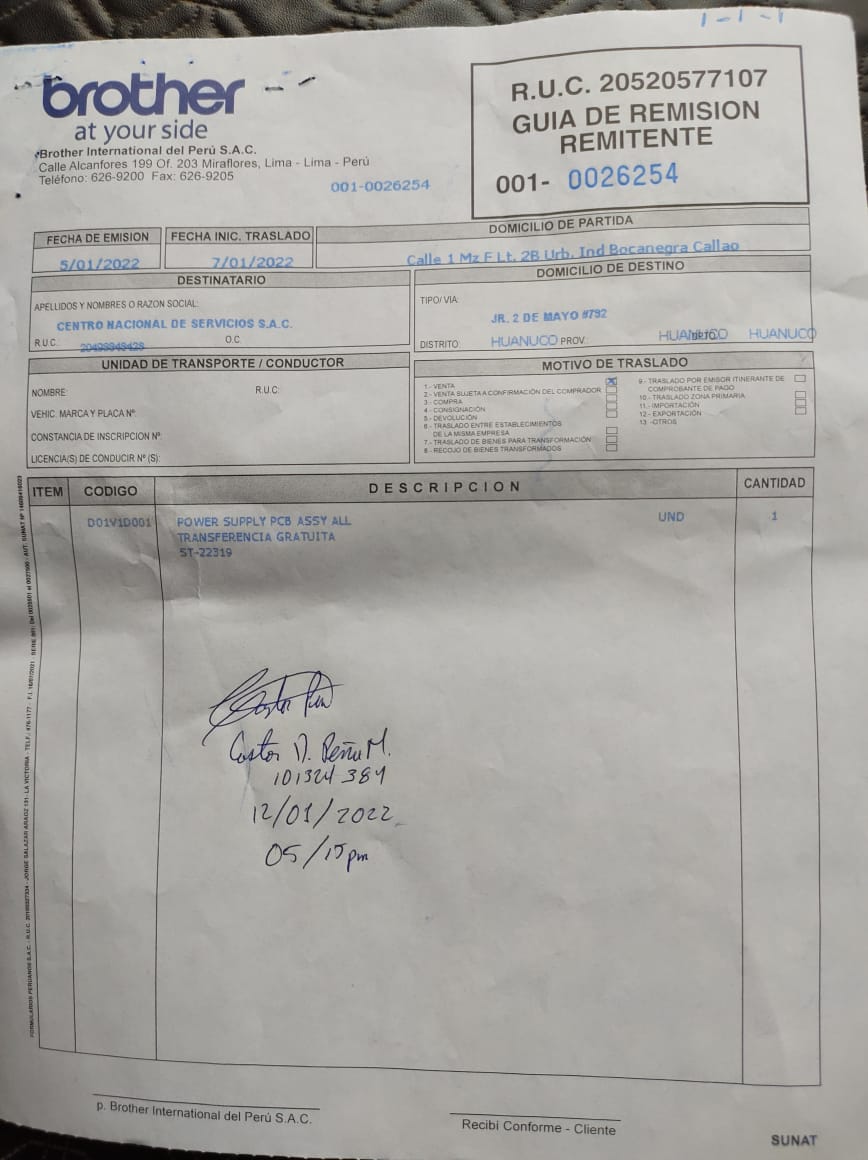 brother
at your side
Brother International del Perú S.A.C.
Calle Alcanfores 199 Of. 203 Miraflores, Lima - Lima - Perú
Teléfono: 626-9200 Fax: 626-9205
001-0026254
R.U.C. 20520577107
GUIA DE REMISION
REMITENTE
001- 0026254
FECHA DE EMISION
5/01/2022
FECHA INIC. TRASLADO
7/01/2022
DOMICILIO DE PARTIDA
Calle 1 Mz F Lt. 2B Urb. Ind Bocanegra Callao
DESTINATARIO
APELLIDOS Y NOMBRES O RAZON SOCIAL:
CENTRO NACIONAL DE SERVICIOS S.A.C.
R.U.C. O.C.
DOMICILIO DE DESTINO
TIPO/VIA:
JR. 2 DE MAYO #792
DISTRITO: HUANUCO PROV. HUANUCO DPTO. HUANUCO
UNIDAD DE TRANSPORTE / CONDUCTOR
NOMBRE: R.U.C:
VEHIC. MARCA Y PLACA Nº:
CONSTANCIA DE INSCRIPCION Nº:
LICENCIA(S) DE CONDUCIR Nº (S):
MOTIVO DE TRASLADO
1.- VENTA
2.- VENTA SUJETA A CONFIRMACIÓN DEL COMPRADOR
3.- COMPRA
4.- CONSIGNACIÓN
5.- DEVOLUCIÓN
6.- TRASLADO ENTRE ESTABLECIMIENTOS
DE LA MISMA EMPRESA
7.- TRASLADO DE BIENES PARA TRANSFORMACIÓN
8.- RECOJO DE BIENES TRANSFORMADOS
9.- TRASLADO POR EMISOR ITINERANTE DE
COMPROBANTE DE PAGO
10.- TRASLADO ZONA PRIMARIA
11.- IMPORTACIÓN
12.- EXPORTACIÓN
13.- OTROS
ITEM CODIGO DESCRIPCION CANTIDAD
D01V1D001 POWER SUPPLY PCB ASSY ALL UND 1
TRANSFERENCIA GRATUITA
ST-22319
Castor D. Peña M.
101324384
12/01/2022
05/15pm
p. Brother International del Perú S.A.C.
Recibí Conforme - Cliente
SUNAT